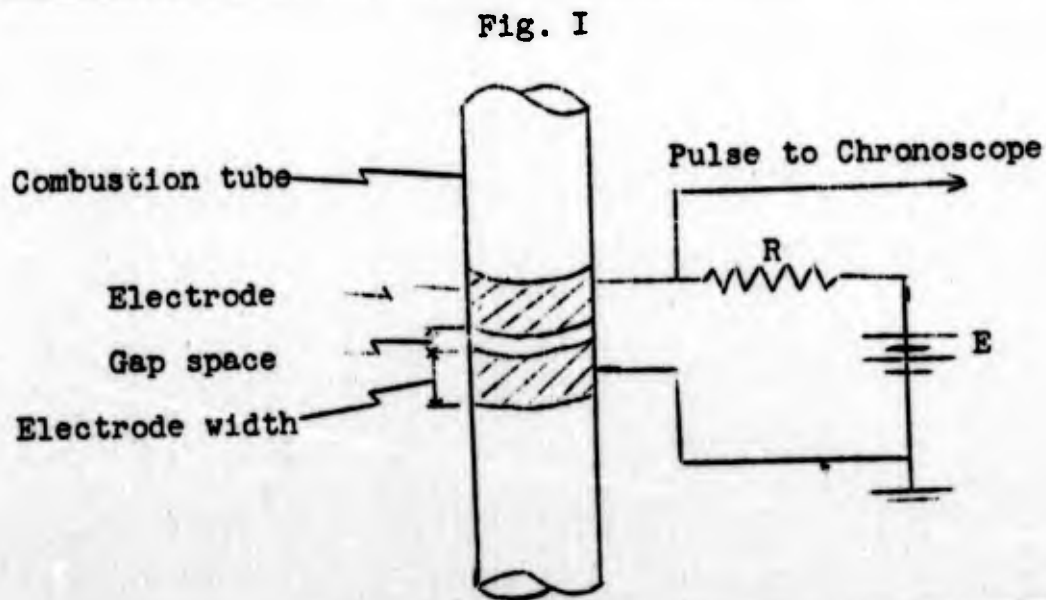 Fig. I
Pulse to Chronoscope
Combustion tube
R
Electrode
Gap space
E
Electrode width